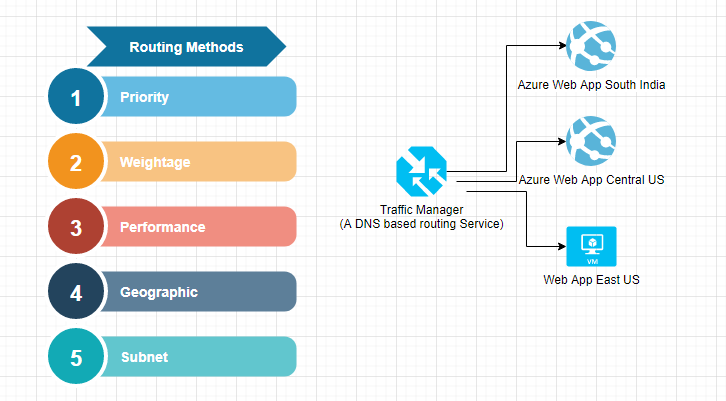 Routing Methods
1
Priority
2
Weightage
3
Performance
4
Geographic
5
Subnet
Azure Web App South India
Azure Web App Central US
Traffic Manager
(A DNS based routing Service)
VM
Web App East US